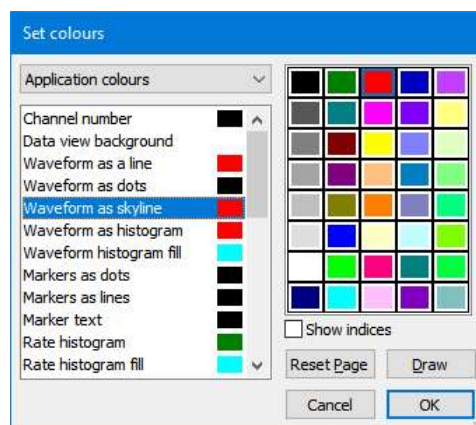 Set colours
Application colours
Channel number
Data view background
Waveform as a line
Waveform as dots
Waveform as skyline
Waveform as histogram
Waveform histogram fill
Markers as dots
Markers as lines
Marker text
Rate histogram
Rate histogram fill
Show indices
Reset Page
Draw
Cancel
OK